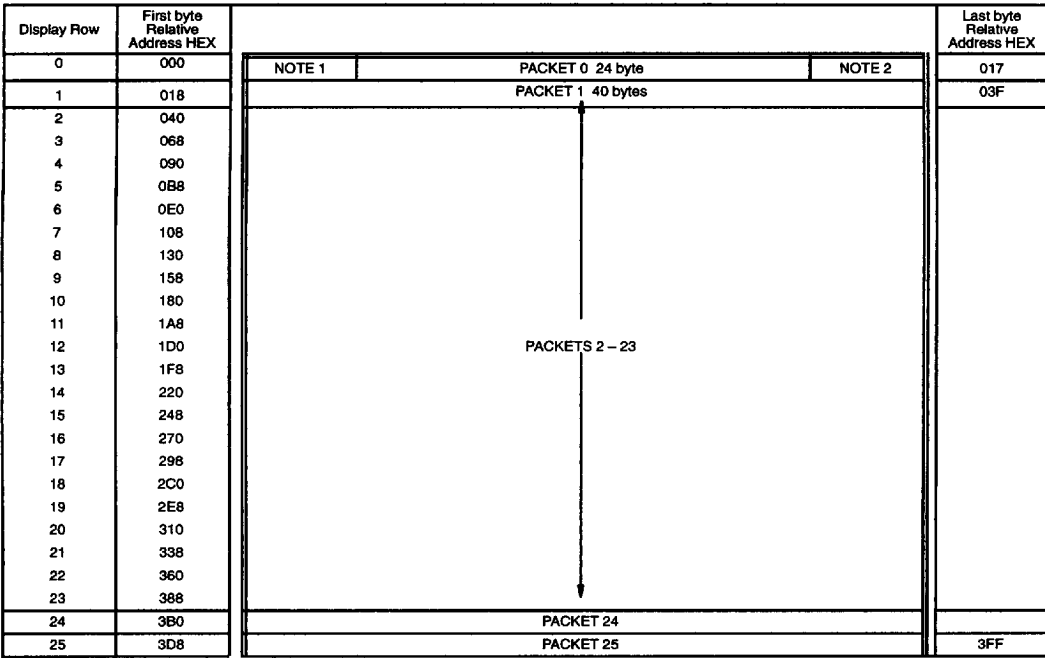 Display Row First byte Relative Address HEX Last byte Relative Address HEX
0 000 NOTE 1 PACKET 0 24 byte NOTE 2 017
1 018 PACKET 1 40 bytes 03F
2 040
3 068
4 090
5 0B8
6 0E0
7 108
8 130
9 158
10 180
11 1A8
12 1D0 PACKETS 2 – 23
13 1F8
14 220
15 248
16 270
17 298
18 2C0
19 2E8
20 310
21 338
22 360
23 388
24 3B0 PACKET 24
25 3D8 PACKET 25 3FF